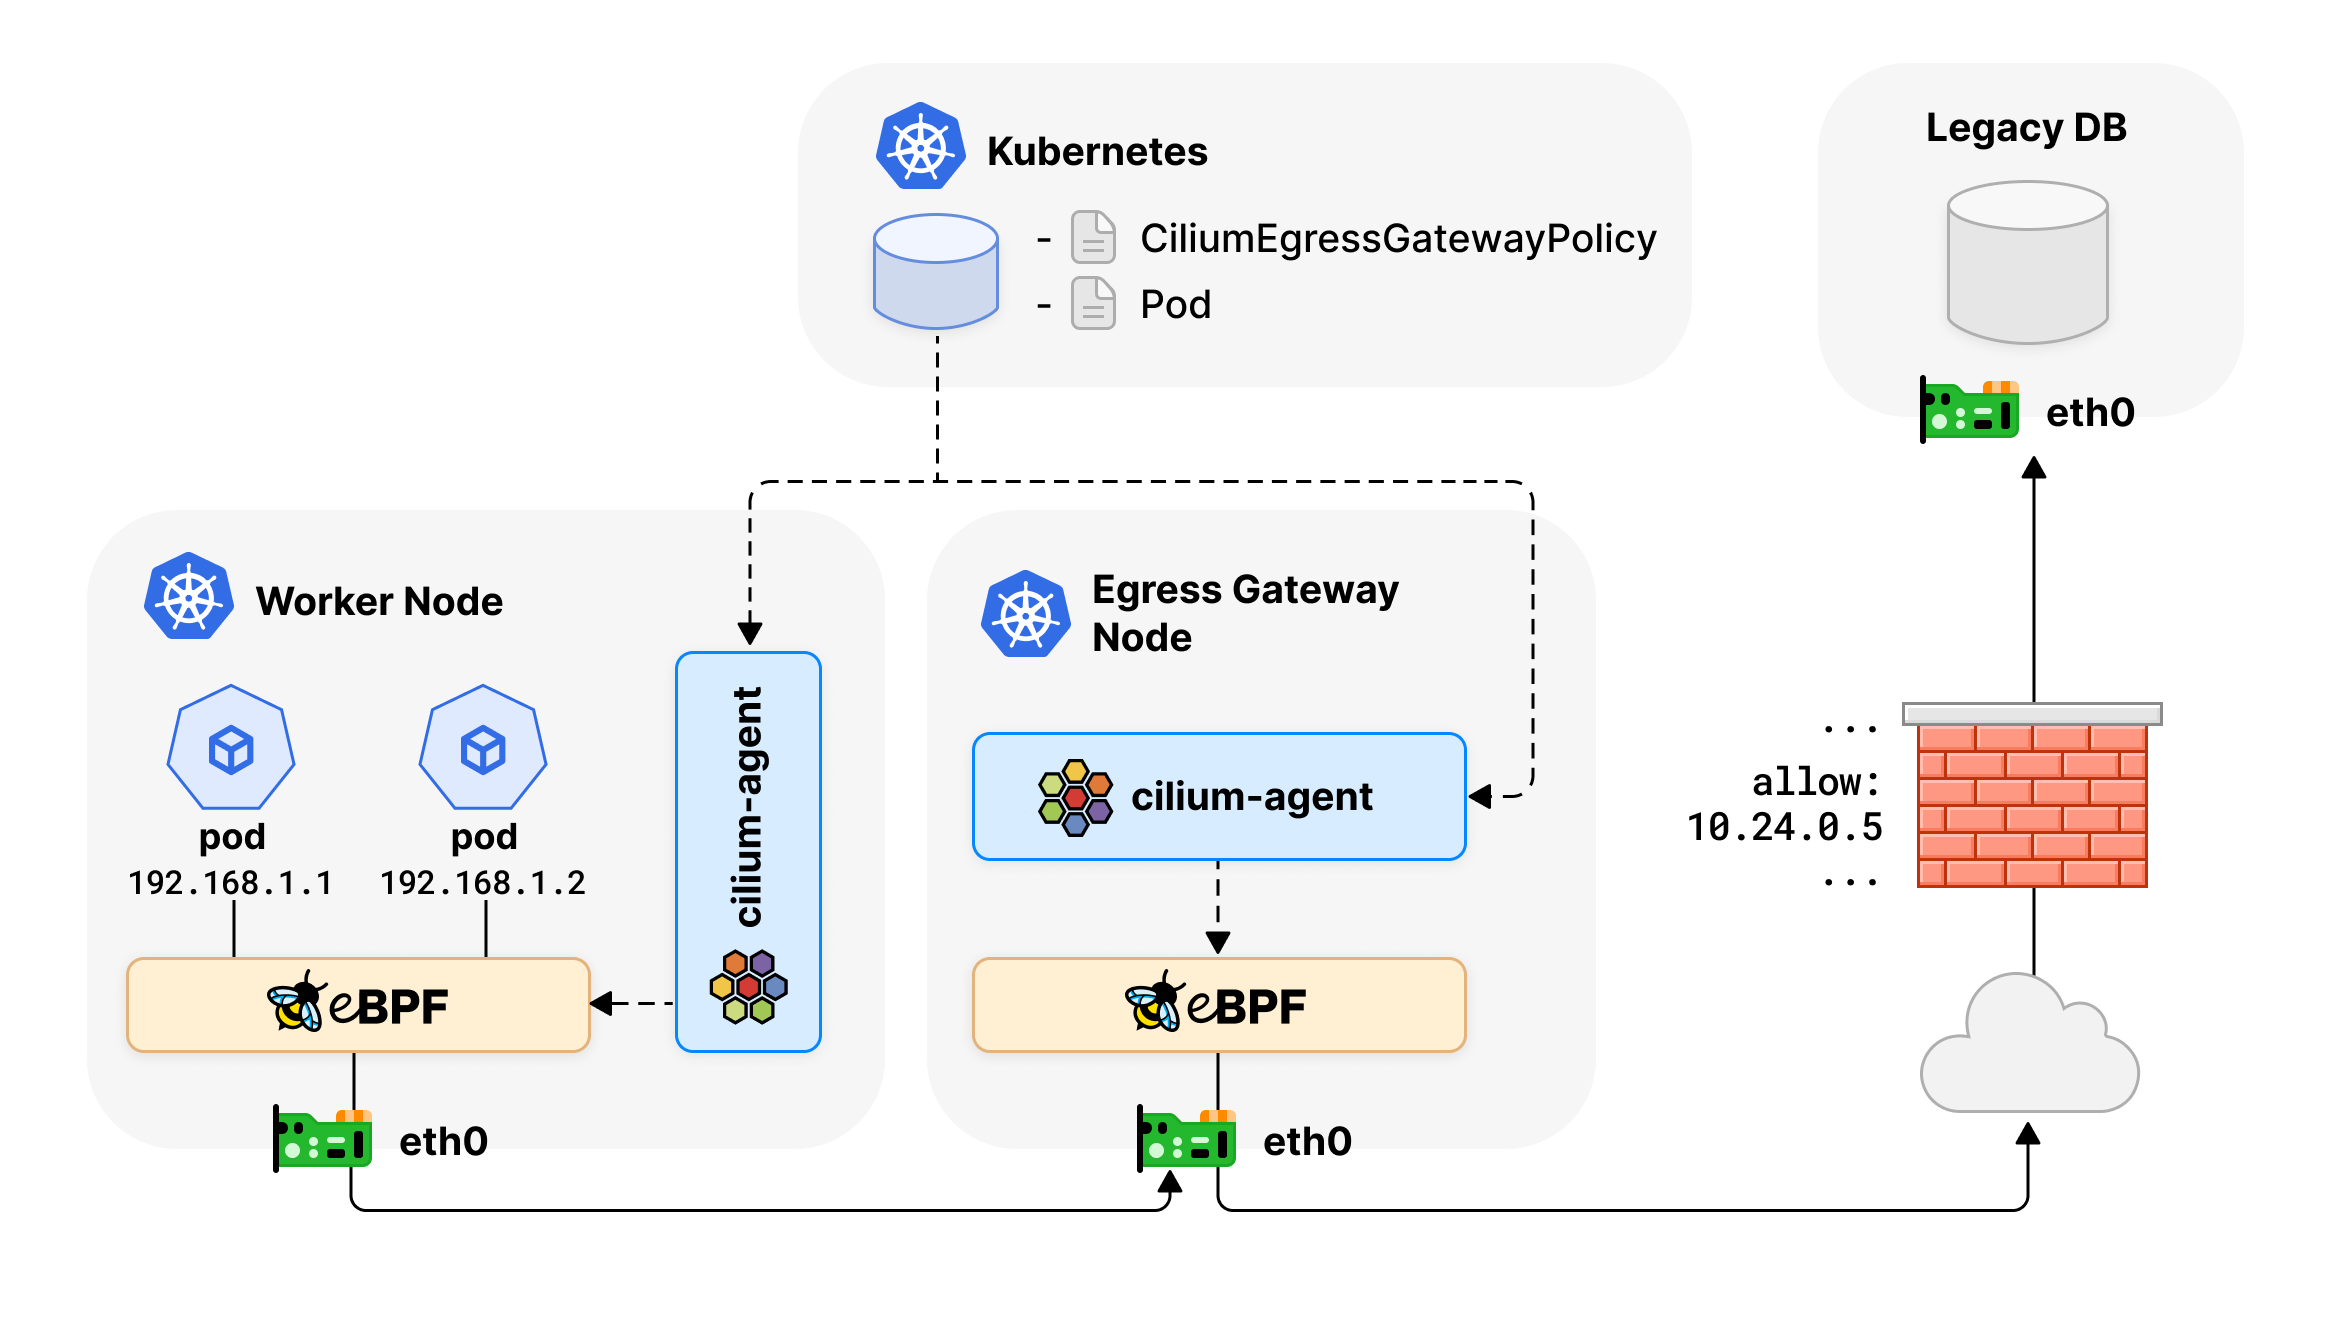 Kubernetes
- CiliumEgressGatewayPolicy
- Pod
Legacy DB
eth0
Worker Node
pod
192.168.1.1
pod
192.168.1.2
cilium-agent
eBPF
eth0
Egress Gateway
Node
cilium-agent
eBPF
eth0
...
allow:
10.24.0.5
...